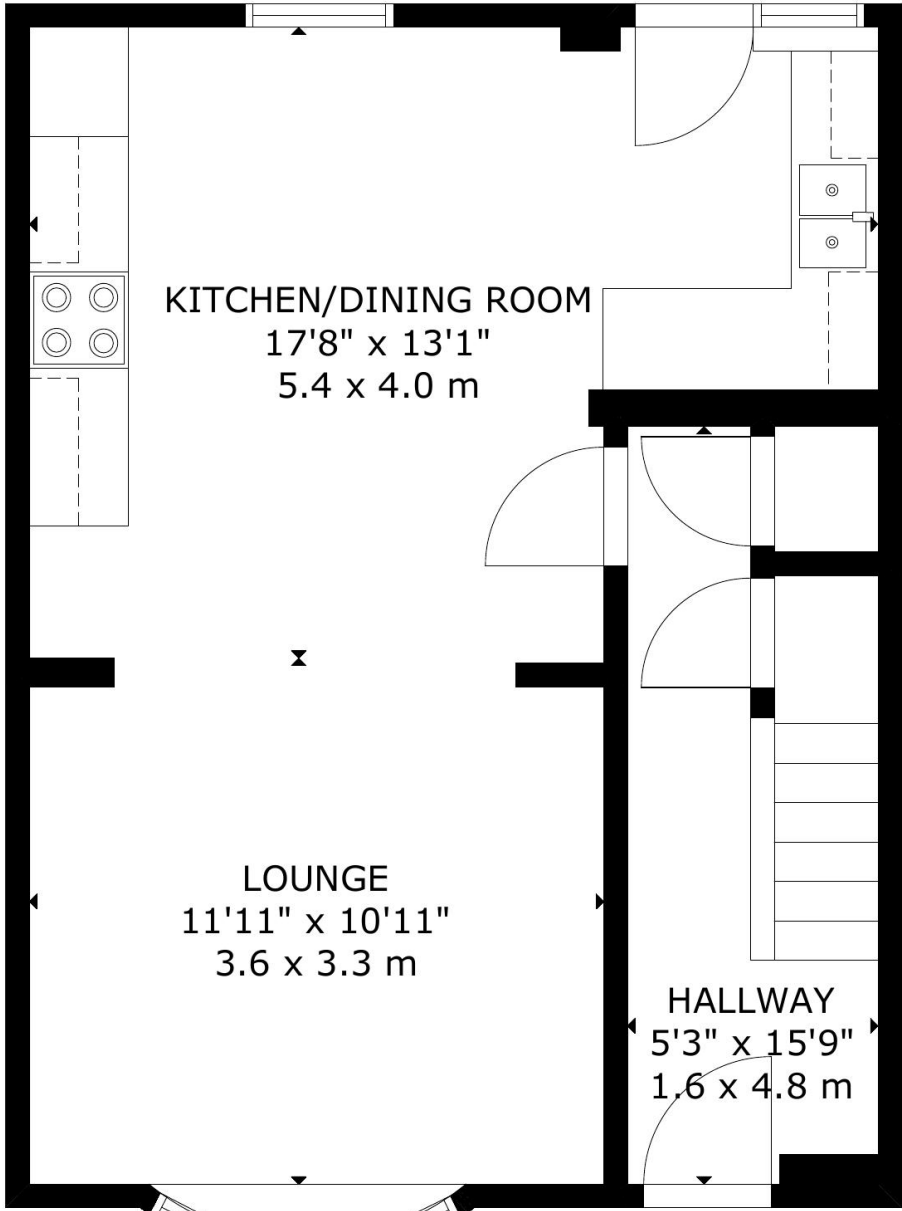 KITCHEN/DINING ROOM
17'8" x 13'1"
5.4 x 4.0 m
LOUNGE
11'11" x 10'11"
3.6 x 3.3 m
HALLWAY
5'3" x 15'9"
1.6 x 4.8 m